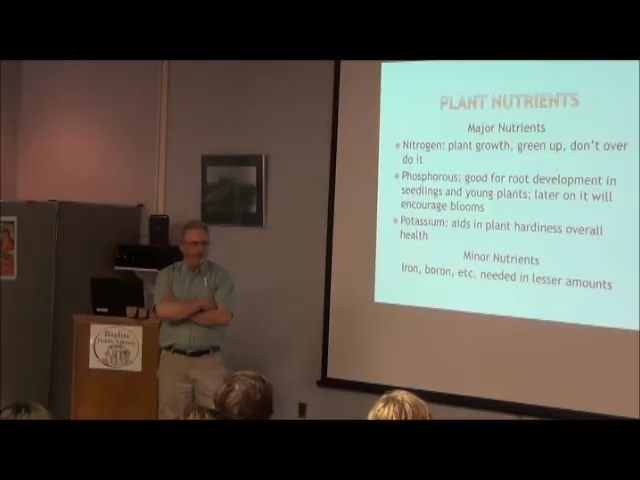 PLANT NUTRIENTS
Major Nutrients
Nitrogen: plant growth, green up, don't over
do it
Phosphorous: good for root development in
seedlings and young plants; later on it will
encourage blooms
Potassium: aids in plant hardiness overall
health
Minor Nutrients
Iron, boron, etc. needed in lesser amounts
Bayliss
Public Library